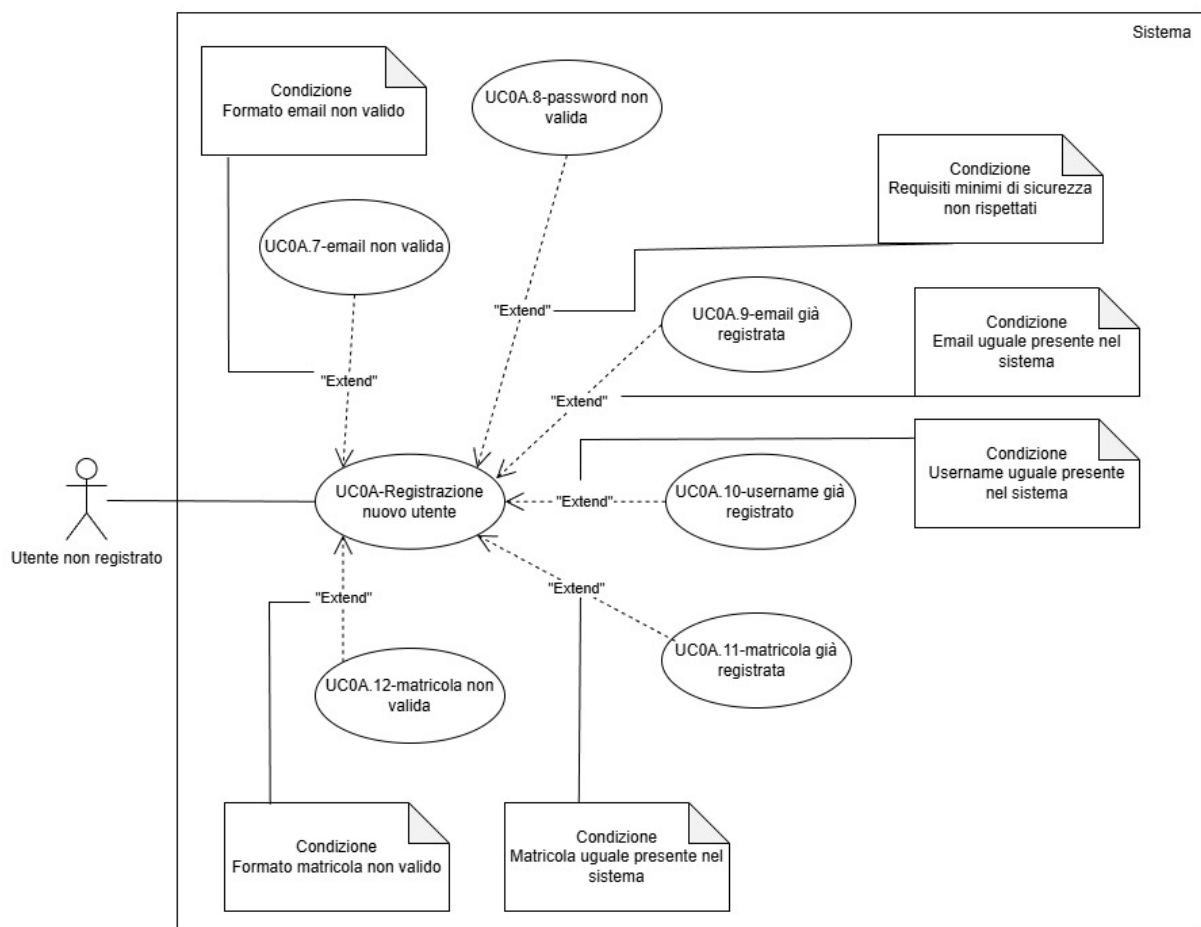 Sistema
Condizione
Formato email non valido
UC0A.8-password non
valida
Condizione
Requisiti minimi di sicurezza
non rispettati
UC0A.7-email non valida
"Extend"
UC0A.9-email già
registrata
Condizione
Email uguale presente nel
sistema
"Extend"
"Extend"
Condizione
Username uguale presente
nel sistema
UC0A-Registrazione
nuovo utente
"Extend"
UC0A.10-username già
registrato
Utente non registrato
"Extend"
"Extend"
UC0A.11-matricola già
registrata
UC0A.12-matricola non
valida
Condizione
Formato matricola non valido
Condizione
Matricola uguale presente nel
sistema